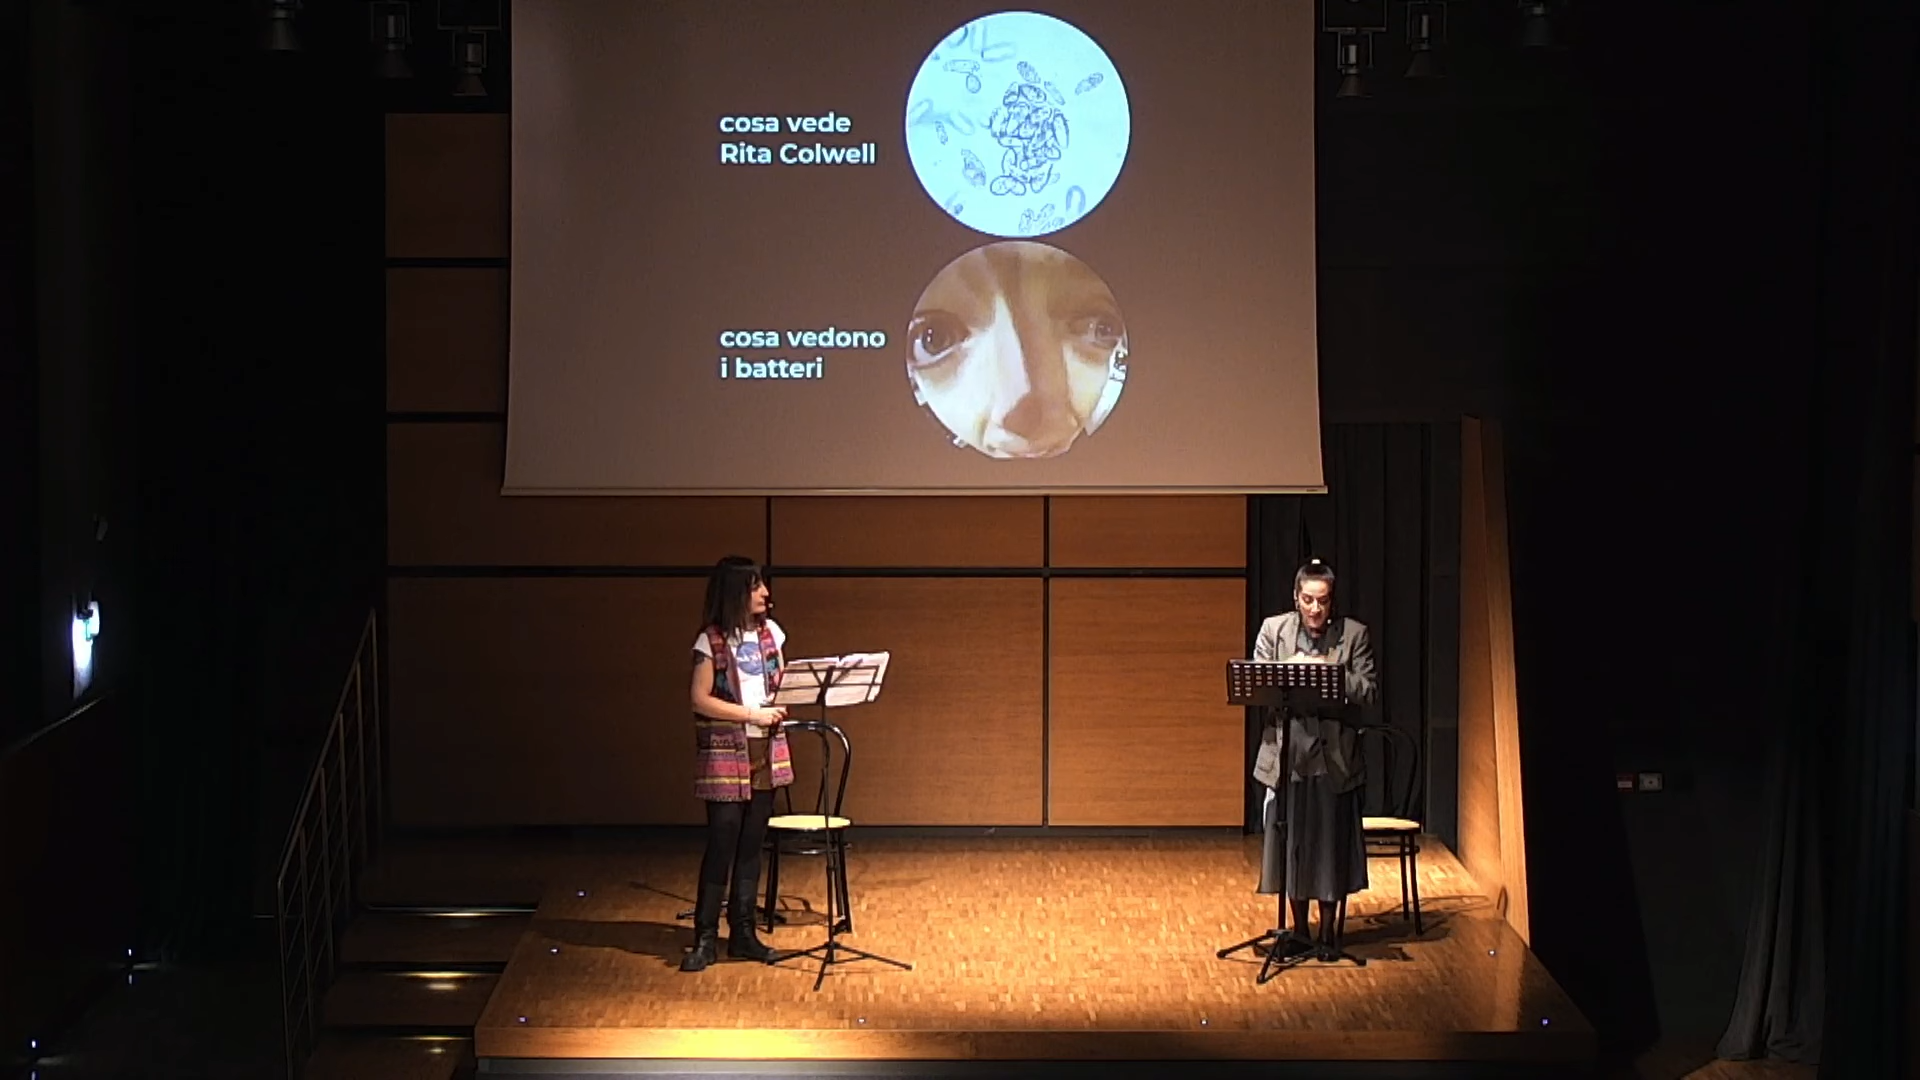 cosa vede
Rita Colwell
cosa vedono
i batteri